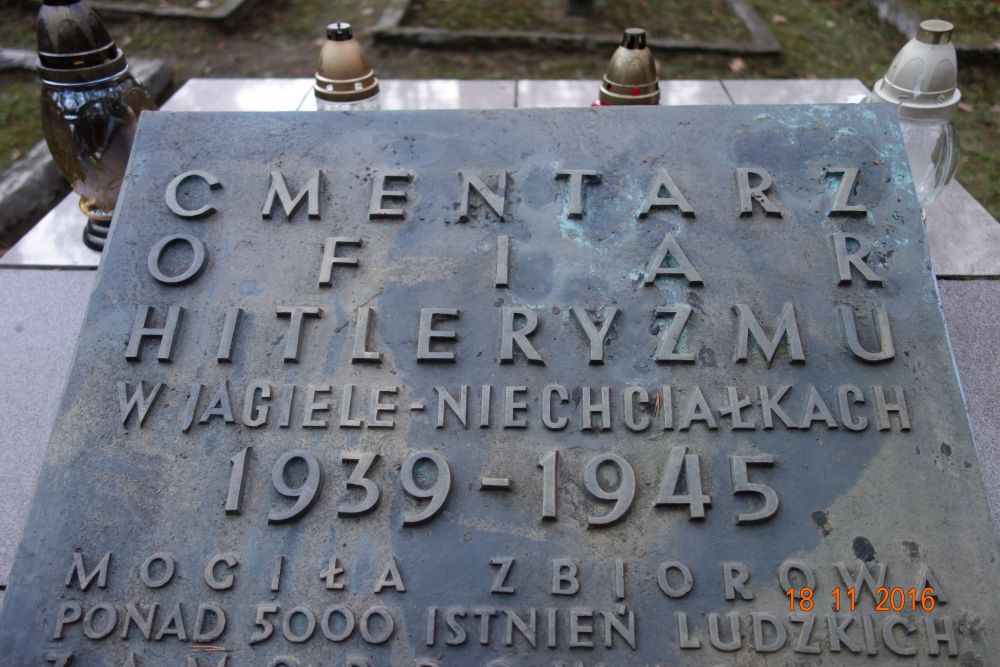 CMENTARZ
OFIAR
HITLERYZMU
W JAGIELE-NIECHCIAŁKACH
1939-1945
MOGIŁA ZBIOROWA
PONAD 5000 ISTNIEŃ LUDZKICH
18 11 2016